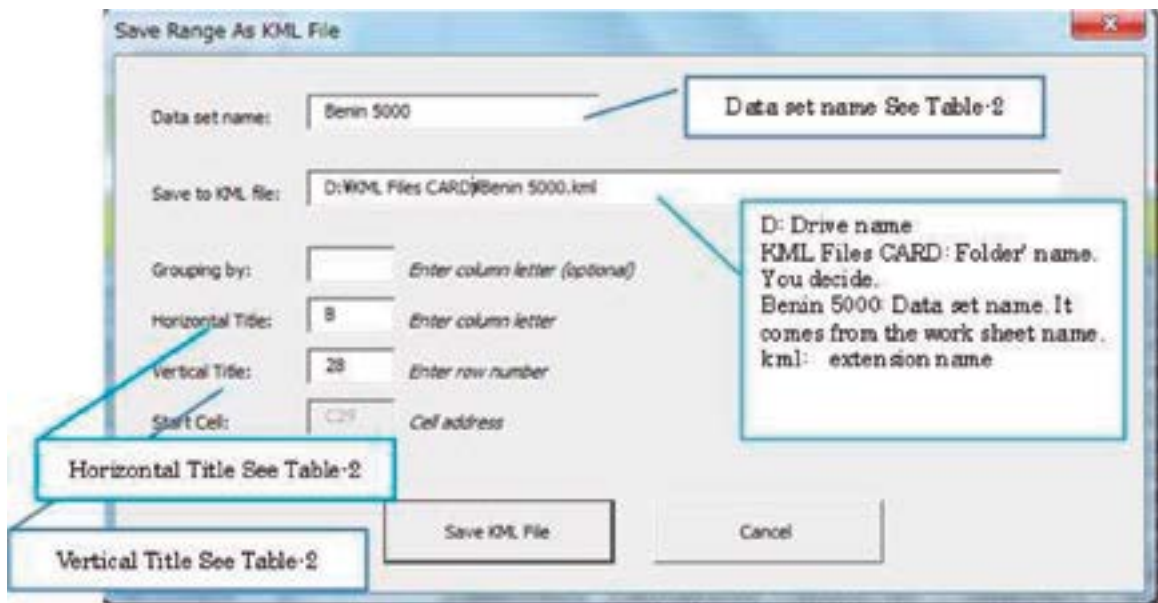 Save Range As KML File
Data set name:
Benin 5000
Data set name See Table-2
Save to KML file:
D:¥KML Files CARD¥Benin 5000.kml
D: Drive name
KML Files CARD: Folder' name.
You decide.
Benin 5000: Data set name. It
comes from the work sheet name.
kml: extension name
Grouping by:
Enter column letter (optional)
Horizontal Title:
B
Enter column letter
Vertical Title:
28
Enter row number
Start Cell:
C29
Cell address
Horizontal Title See Table-2
Save KML File
Cancel
Vertical Title See Table-2